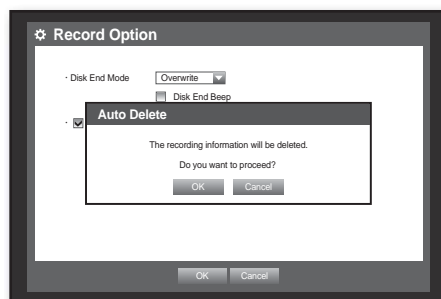 Record Option
· Disk End Mode Overwrite
Disk End Beep
·
Auto Delete
The recording information will be deleted.
Do you want to proceed?
OK Cancel
OK Cancel